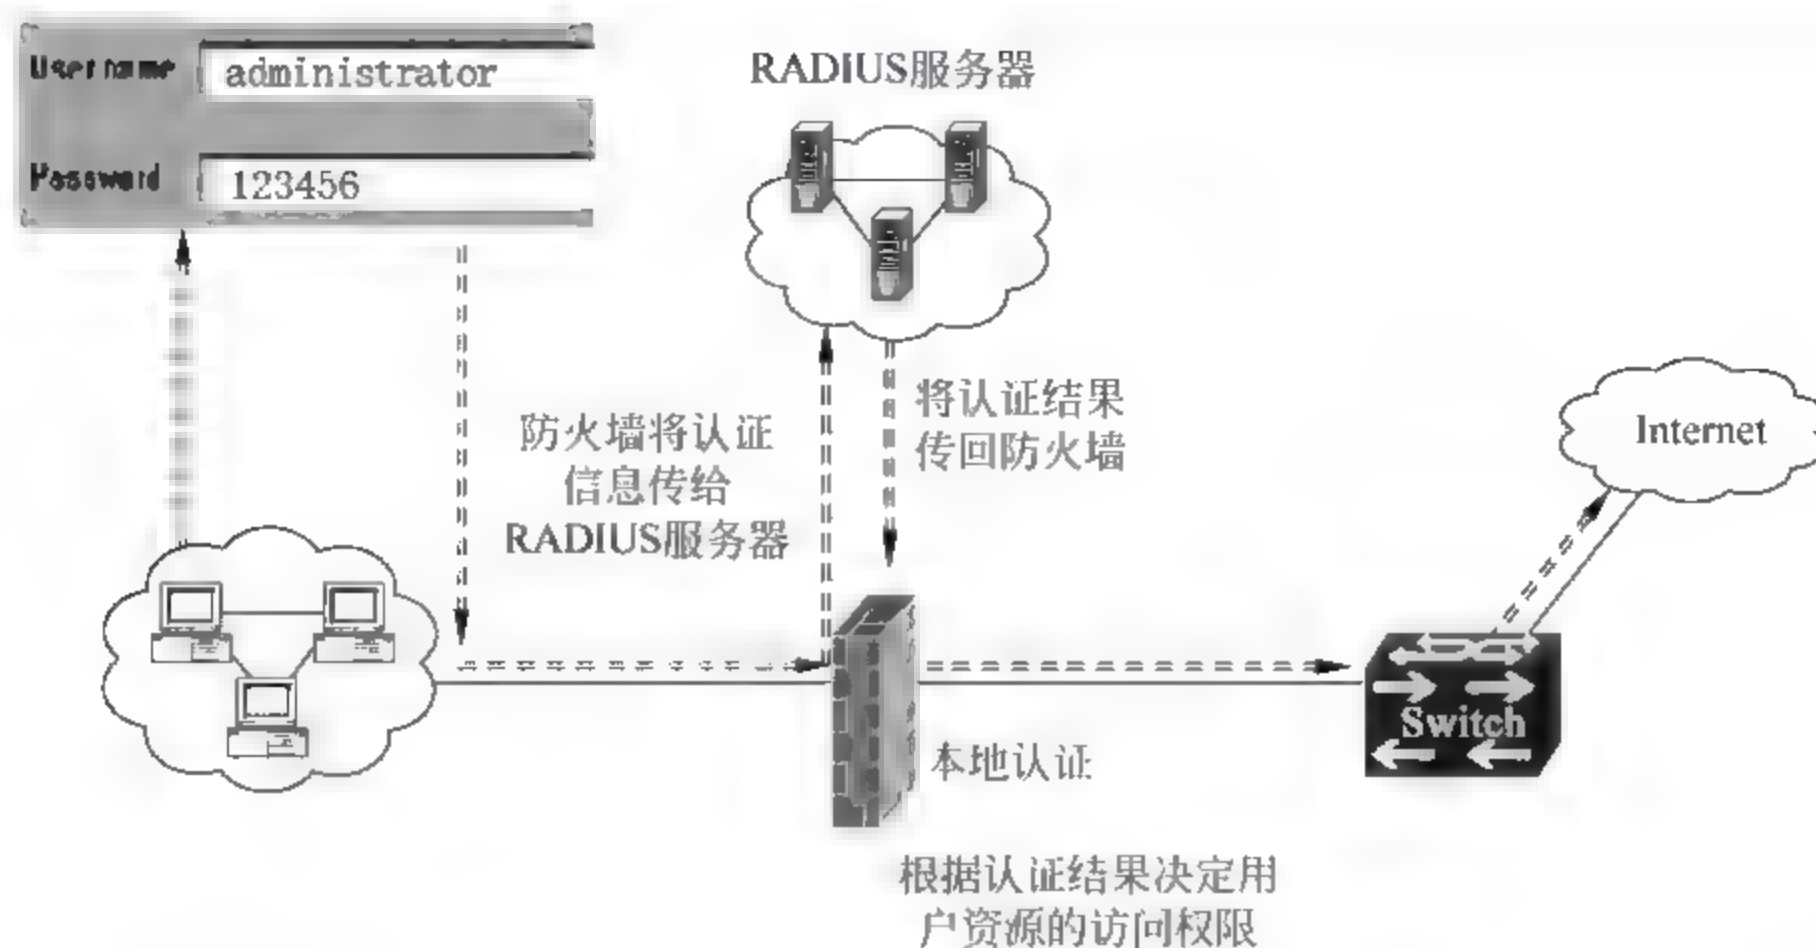 Username
administrator
Password
123456
RADIUS服务器
防火墙将认证
信息传给
RADIUS服务器
将认证结果
传回防火墙
Internet
Switch
本地认证
根据认证结果决定用
户资源的访问权限